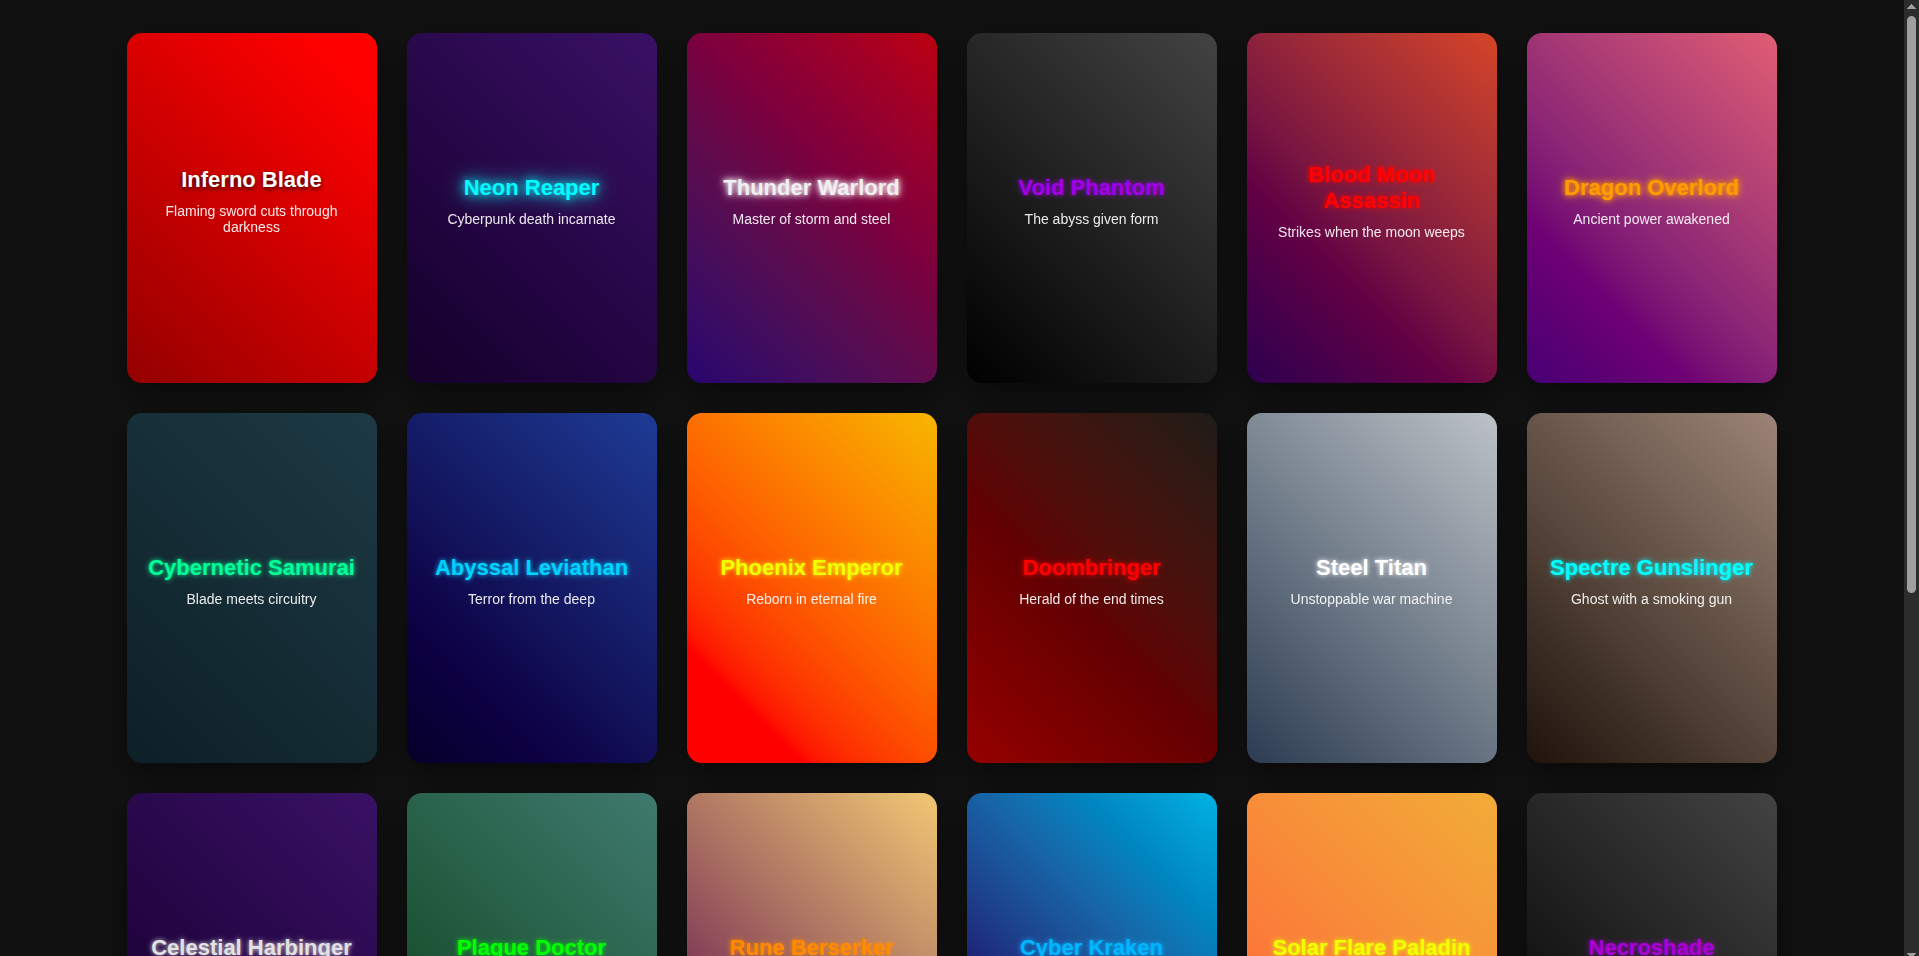 Inferno Blade
Flaming sword cuts through
darkness
Neon Reaper
Cyberpunk death incarnate
Thunder Warlord
Master of storm and steel
Void Phantom
The abyss given form
Blood Moon
Assassin
Strikes when the moon weeps
Dragon Overlord
Ancient power awakened
Cybernetic Samurai
Blade meets circuitry
Abyssal Leviathan
Terror from the deep
Phoenix Emperor
Reborn in eternal fire
Doombringer
Herald of the end times
Steel Titan
Unstoppable war machine
Spectre Gunslinger
Ghost with a smoking gun
Celestial Harbinger
Plague Doctor
Rune Berserker
Cyber Kraken
Solar Flare Paladin
Necroshade